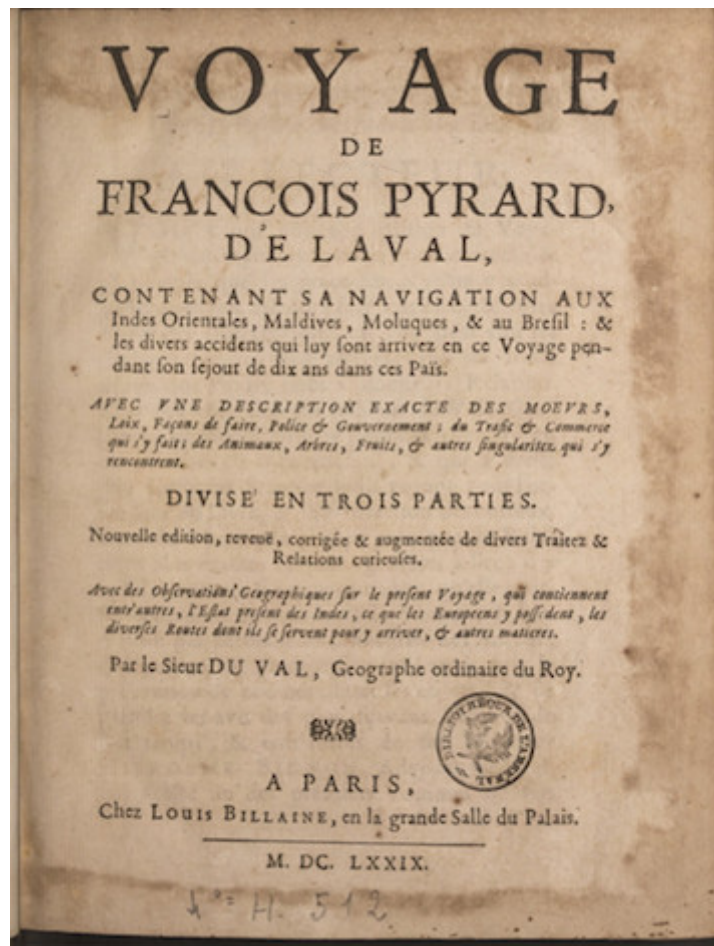 VOYAGE
DE
FRANCOIS PYRARD,
DE LAVAL,
CONTENANT SA NAVIGATION AUX
Indes Orientales, Maldives, Moluques, & au Bresil : &
les divers accidens qui luy sont arrivez en ce Voyage pen-
dant son sejour de dix ans dans ces Païs.
AVEC VNE DESCRIPTION EXACTE DES MOEVRS,
Loix, Façons de faire, Police & Gouvernement ; du Trafic & Commerce
qui s'y fait ; des Animaux, Arbres, Fruits, & autres singularitez qui s'y
rencontrent.
DIVISE' EN TROIS PARTIES.
Nouvelle edition, reveuë, corrigée & augmentée de divers Traitez &
Relations curieuses.
Avec des Observations Geographiques sur le present Voyage, qui contiennent
entr'autres, l'Estat present des Indes, ce que les Europeens y possedent, les
diverses Routes dont ils se servent pour y arriver, & autres matieres.
Par le Sieur DU VAL, Geographe ordinaire du Roy.
BIBLIOTHEQUE DE L'ARSENAL
A PARIS,
Chez LOUIS BILLAINE, en la grande Salle du Palais.
M. DC. LXXIX.
H. 512